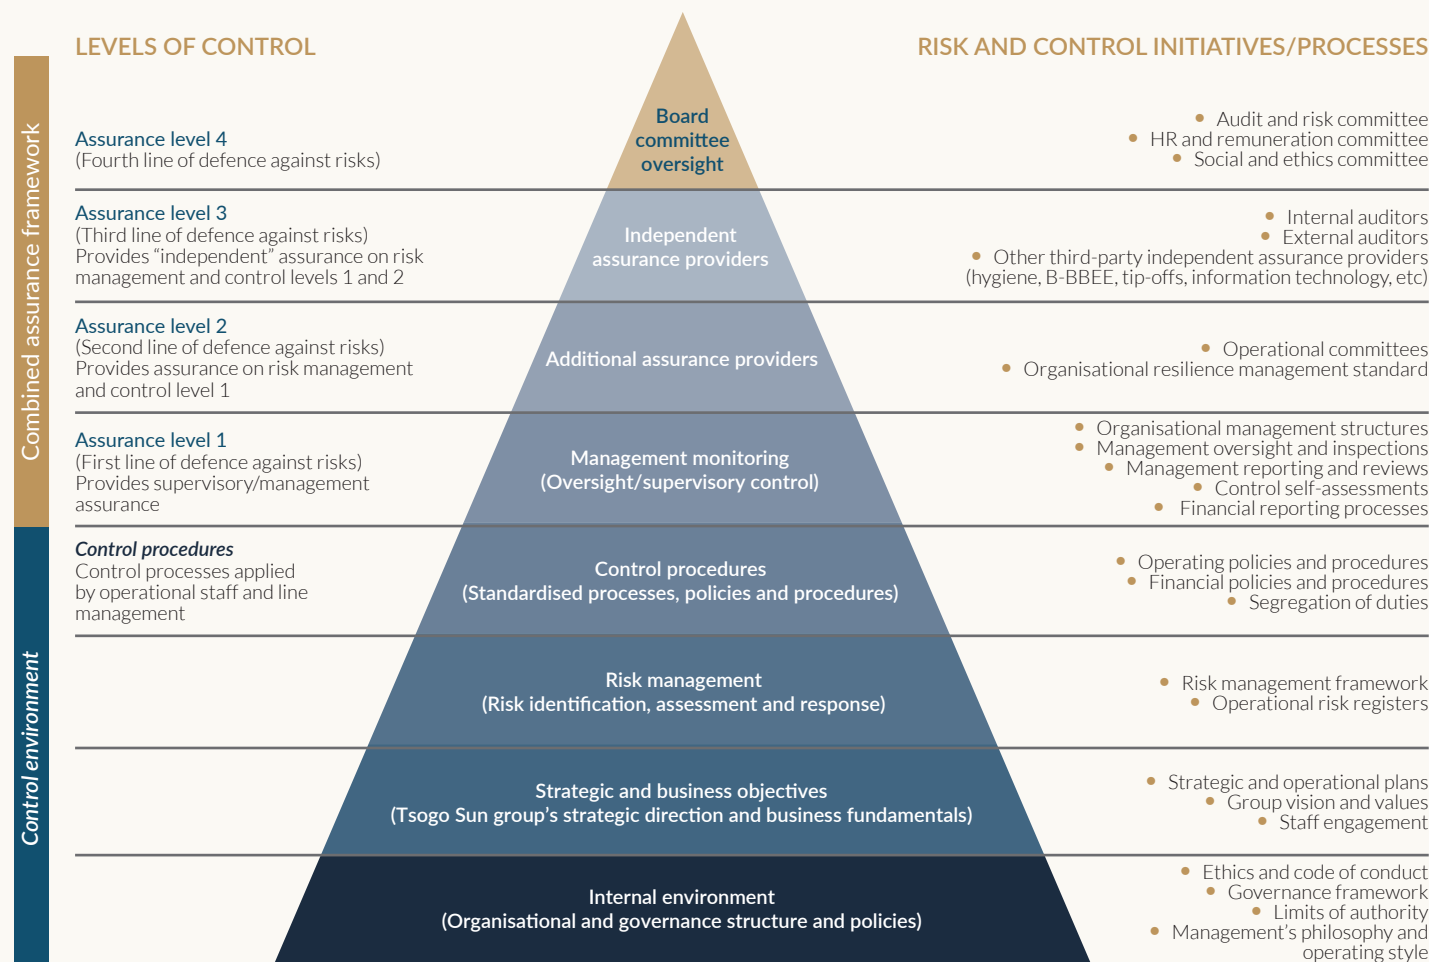 LEVELS OF CONTROL
RISK AND CONTROL INITIATIVES/PROCESSES
Combined assurance framework
Assurance level 4
(Fourth line of defence against risks)
Board
committee
oversight
• Audit and risk committee
• HR and remuneration committee
• Social and ethics committee
Assurance level 3
(Third line of defence against risks)
Provides “independent” assurance on risk
management and control levels 1 and 2
Independent
assurance providers
• Internal auditors
• External auditors
• Other third-party independent assurance providers
(hygiene, B-BBEE, tip-offs, information technology, etc)
Assurance level 2
(Second line of defence against risks)
Provides assurance on risk management
and control level 1
Additional assurance providers
• Operational committees
• Organisational resilience management standard
Assurance level 1
(First line of defence against risks)
Provides supervisory/management
assurance
Management monitoring
(Oversight/supervisory control)
• Organisational management structures
• Management oversight and inspections
• Management reporting and reviews
• Control self-assessments
• Financial reporting processes
Control environment
Control procedures
Control processes applied
by operational staff and line
management
Control procedures
(Standardised processes, policies and procedures)
• Operating policies and procedures
• Financial policies and procedures
• Segregation of duties
Risk management
(Risk identification, assessment and response)
• Risk management framework
• Operational risk registers
Strategic and business objectives
(Tsogo Sun group’s strategic direction and business fundamentals)
• Strategic and operational plans
• Group vision and values
• Staff engagement
Internal environment
(Organisational and governance structure and policies)
• Ethics and code of conduct
• Governance framework
• Limits of authority
• Management’s philosophy and
operating style